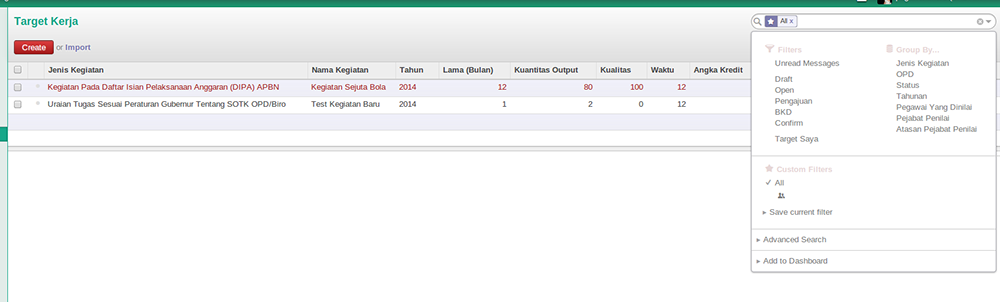 Target Kerja
All x
Create or Import
Jenis Kegiatan Nama Kegiatan Tahun Lama (Bulan) Kuantitas Output Kualitas Waktu Angka Kredit
Kegiatan Pada Daftar Isian Pelaksanaan Anggaran (DIPA) APBN Kegiatan Sejuta Bola 2014 12 80 100 12
Uraian Tugas Sesuai Peraturan Gubernur Tentang SOTK OPD/Biro Test Kegiatan Baru 2014 1 2 0 12
Filters
Unread Messages
Draft
Open
Pengajuan
BKD
Confirm
Target Saya
Group By...
Jenis Kegiatan
OPD
Status
Tahunan
Pegawai Yang Dinilai
Pejabat Penilai
Atasan Pejabat Penilai
Custom Filters
All
Save current filter
Advanced Search
Add to Dashboard